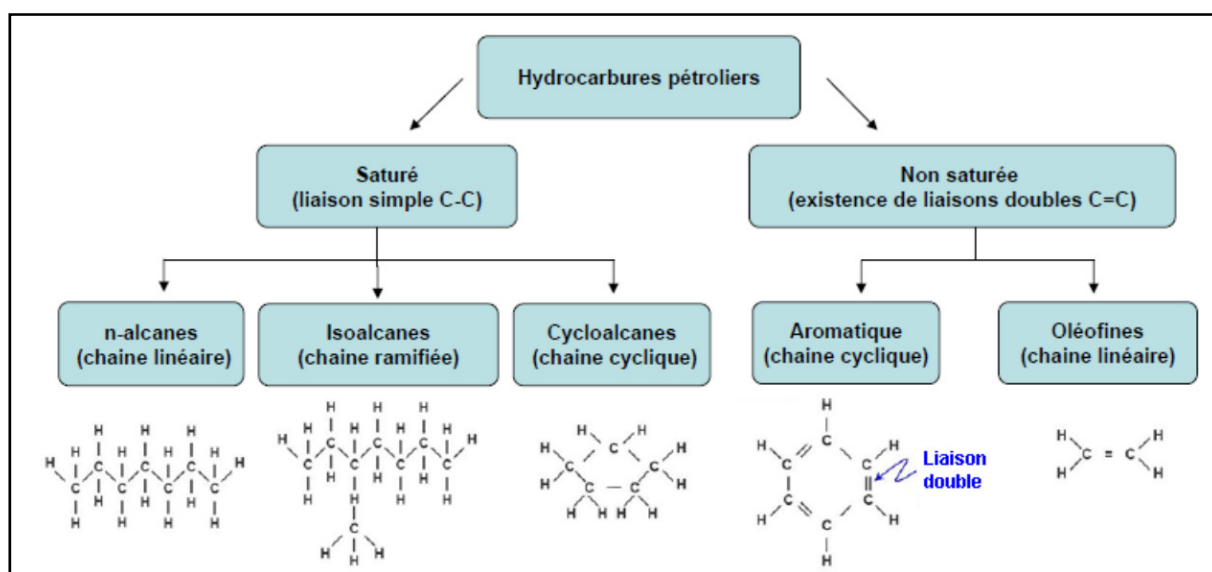 Hydrocarbures pétroliers
Saturé
(liaison simple C-C)
Non saturée
(existence de liaisons doubles C=C)
n-alcanes
(chaine linéaire)
Isoalcanes
(chaine ramifiée)
Cycloalcanes
(chaine cyclique)
Aromatique
(chaine cyclique)
Oléofines
(chaine linéaire)
Liaison
double